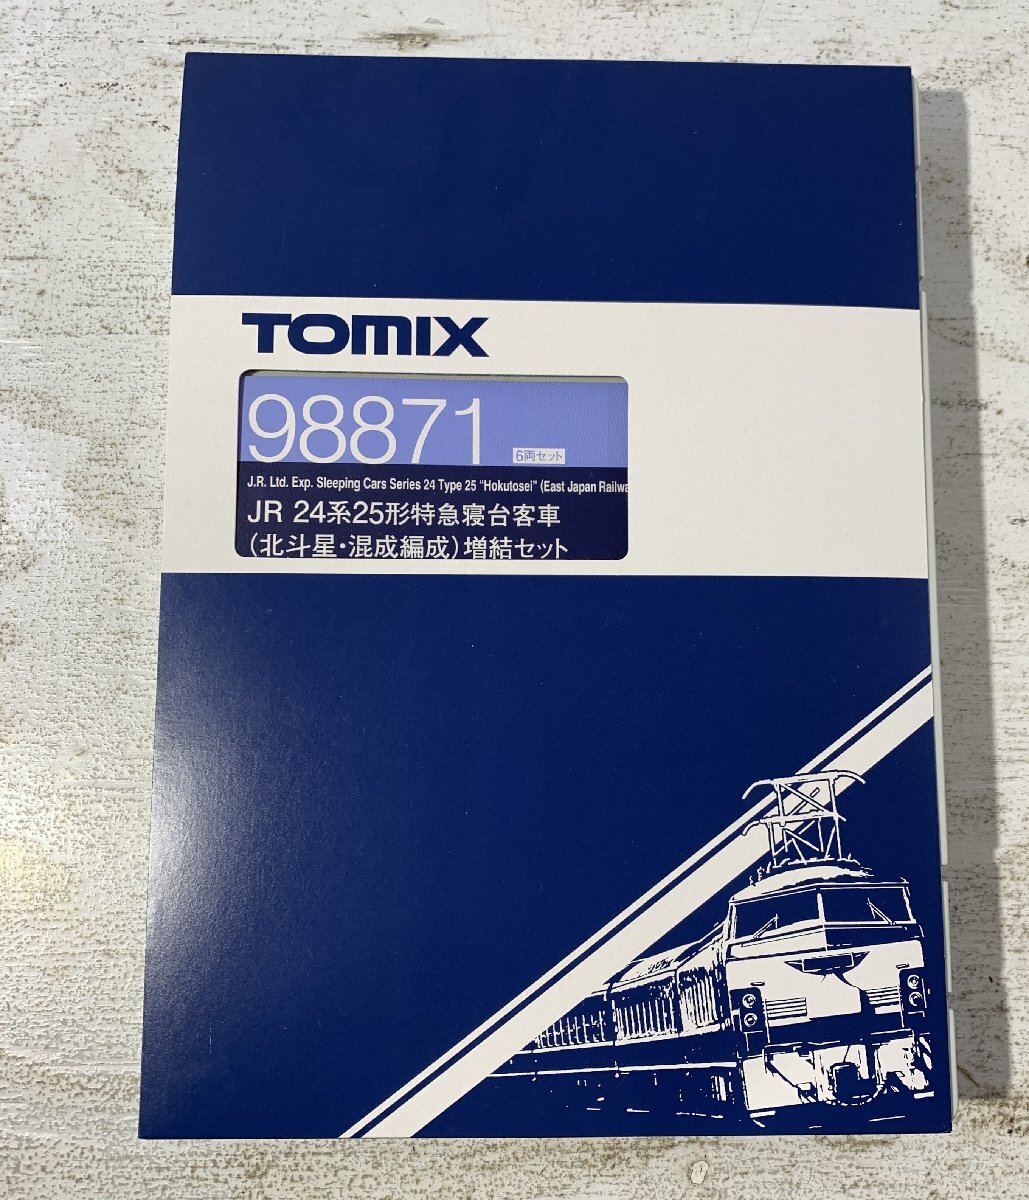 TOMIX
98871
6両セット
J.R. Ltd. Exp. Sleeping Cars Series 24 Type 25 "Hokutosei" (East Japan Railwa
JR 24系25形特急寝台客車
(北斗星・混成編成)増結セット